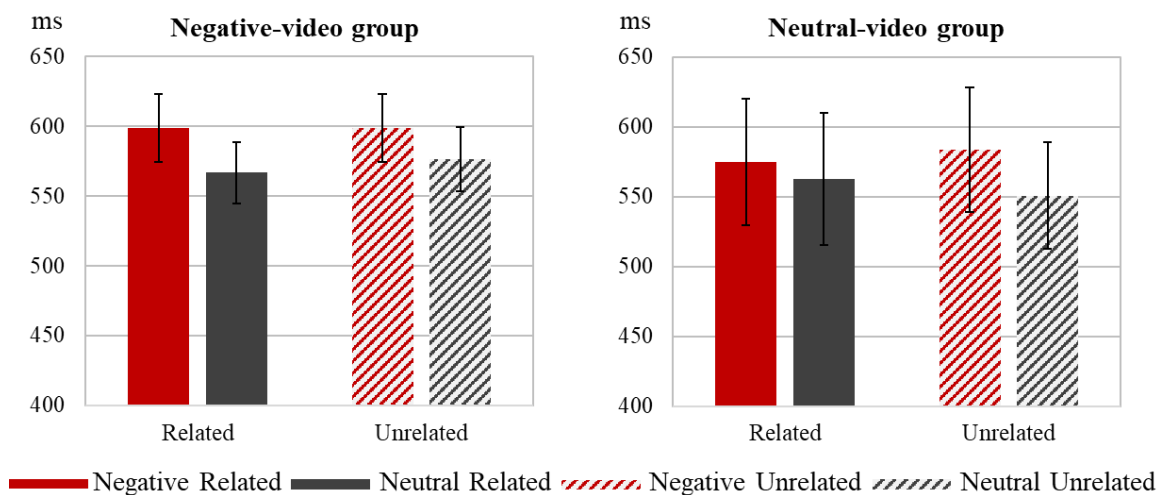 ms
Negative-video group
650
600
550
500
450
400
Related
Unrelated
ms
Neutral-video group
650
600
550
500
450
400
Related
Unrelated
Negative Related
Neutral Related
Negative Unrelated
Neutral Unrelated